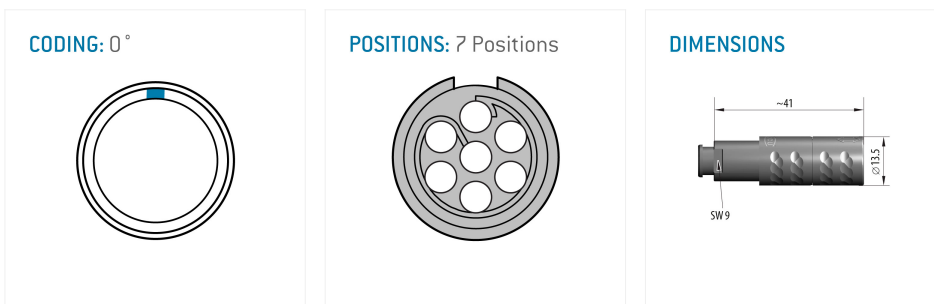 CODING: 0°
POSITIONS: 7 Positions
DIMENSIONS
~41
⌀13.5
SW 9